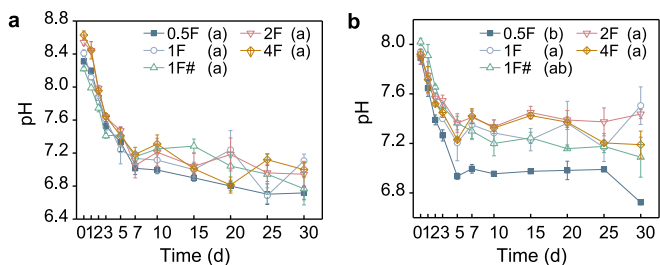 a
0.5F (a) 2F (a)
1F (a) 4F (a)
1F# (a)
pH
8.8
8.4
8.0
7.6
7.2
6.8
6.4
0 1 2 3 5 7 10 15 20 25 30
Time (d)
b
0.5F (b) 2F (a)
1F (a) 4F (a)
1F# (ab)
pH
8.0
7.6
7.2
6.8
0 1 2 3 5 7 10 15 20 25 30
Time (d)